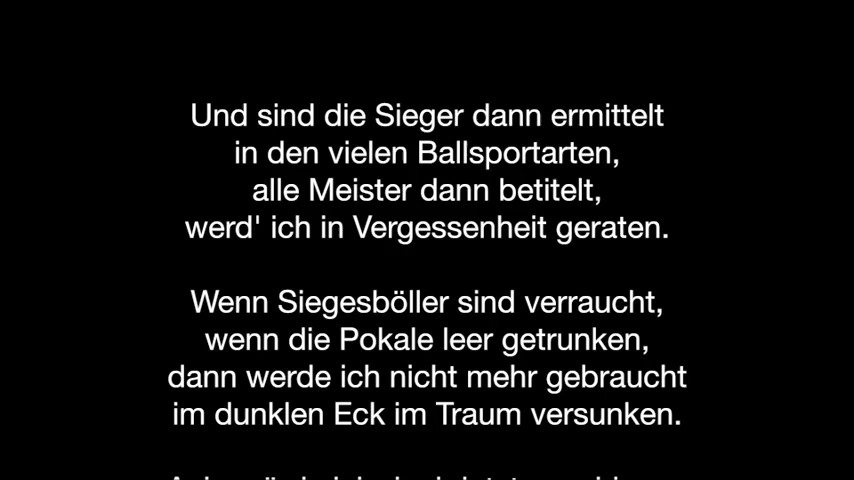 Und sind die Sieger dann ermittelt
in den vielen Ballsportarten,
alle Meister dann betitelt,
werd' ich in Vergessenheit geraten.
Wenn Siegesböller sind verraucht,
wenn die Pokale leer getrunken,
dann werde ich nicht mehr gebraucht
im dunklen Eck im Traum versunken.